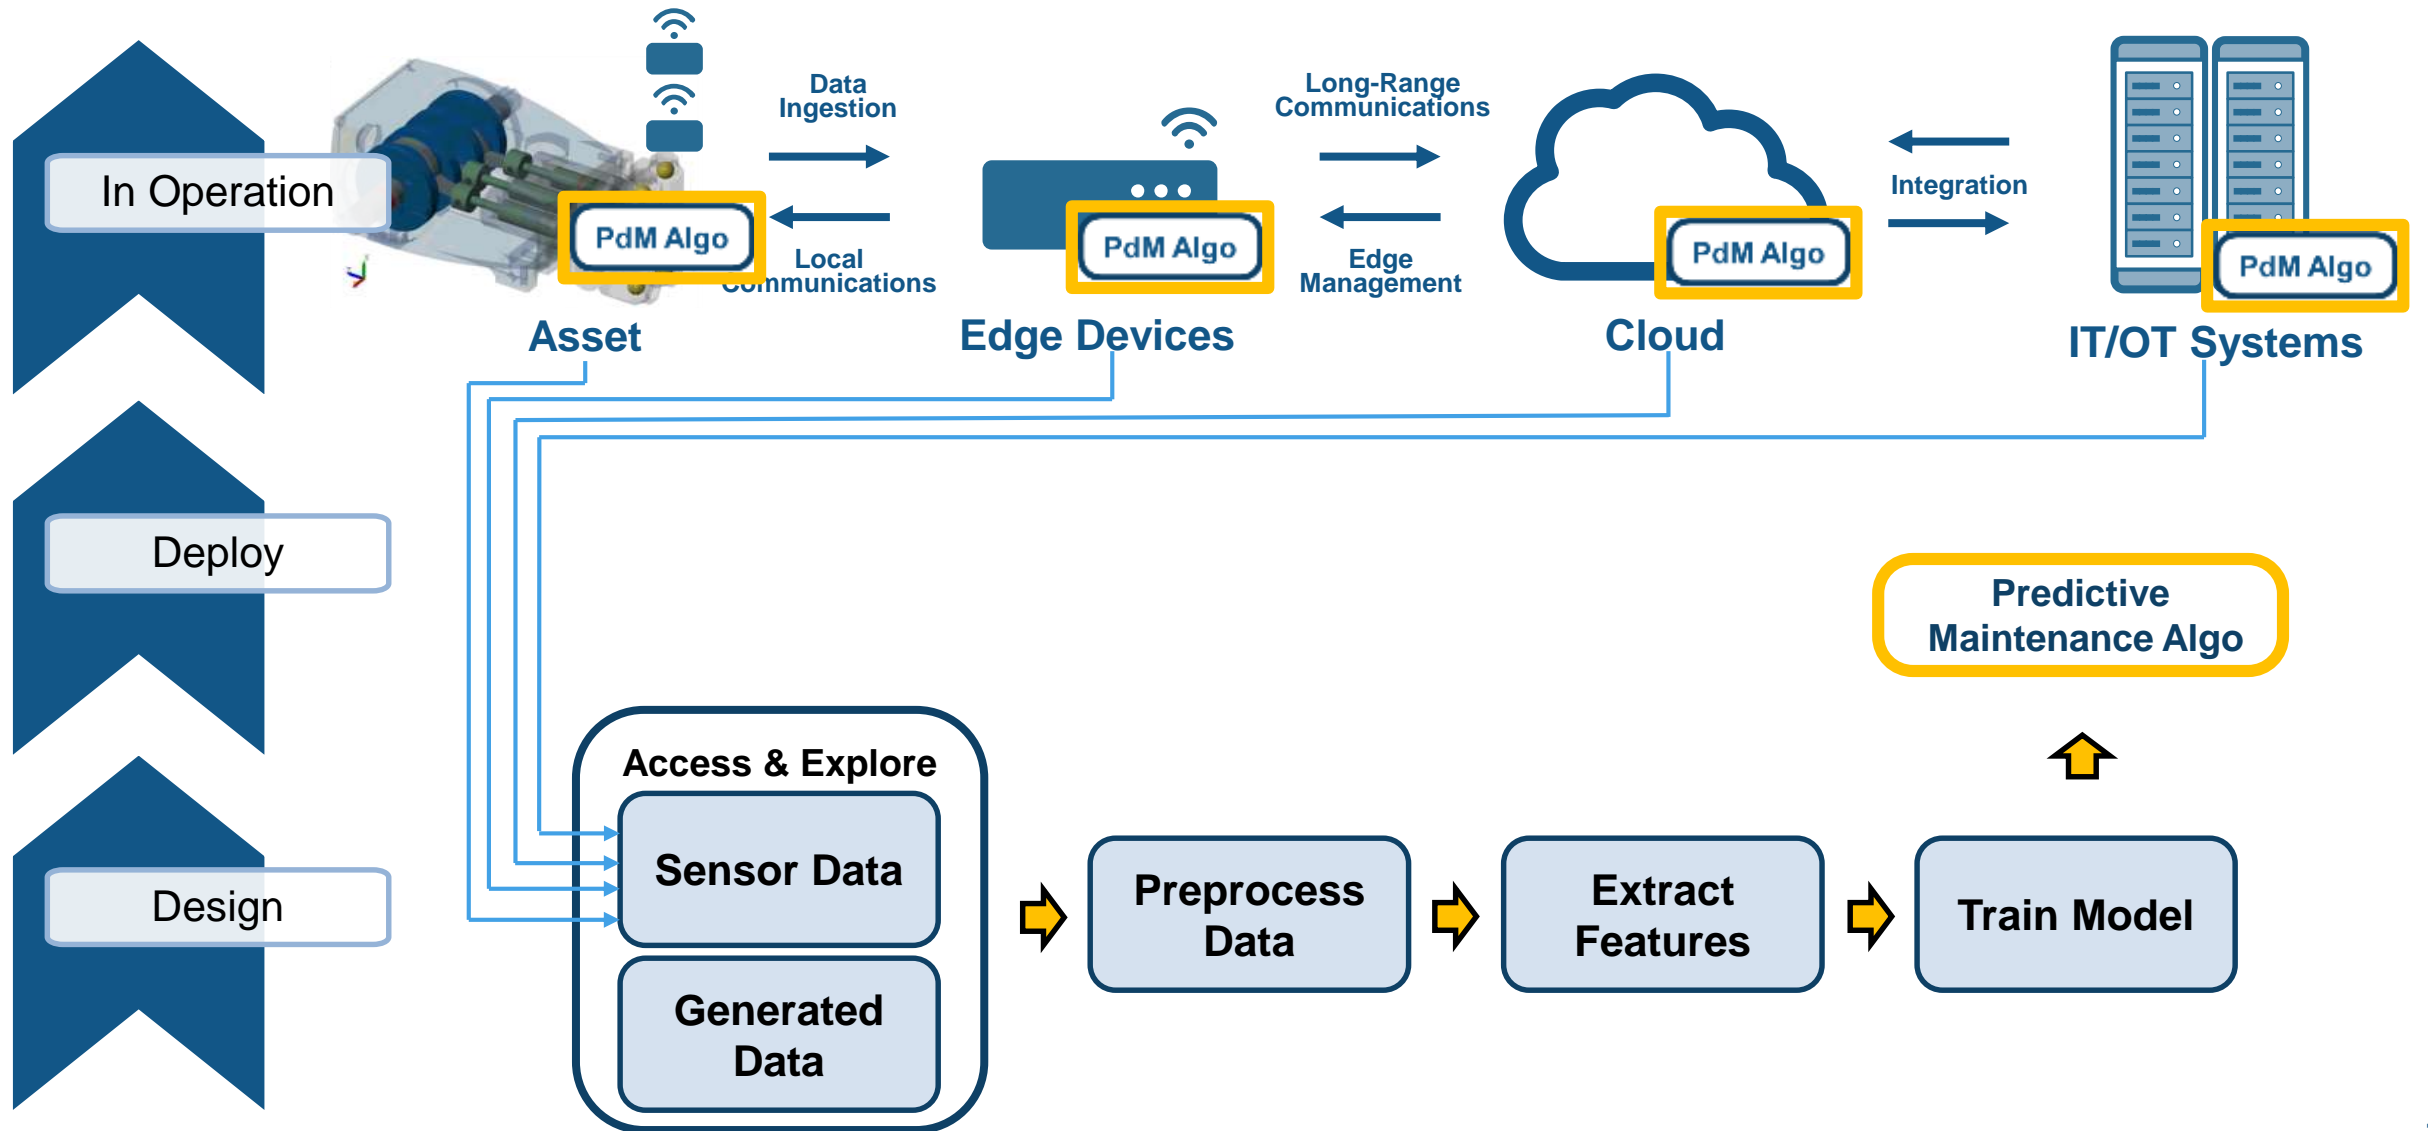 Data
Ingestion
Long-Range
Communications
In Operation
Integration
PdM Algo
PdM Algo
PdM Algo
PdM Algo
Local
Communications
Edge
Management
Asset
Edge Devices
Cloud
IT/OT Systems
Deploy
Predictive
Maintenance Algo
Access & Explore
Sensor Data
Design
Preprocess
Data
Extract
Features
Train Model
Generated
Data